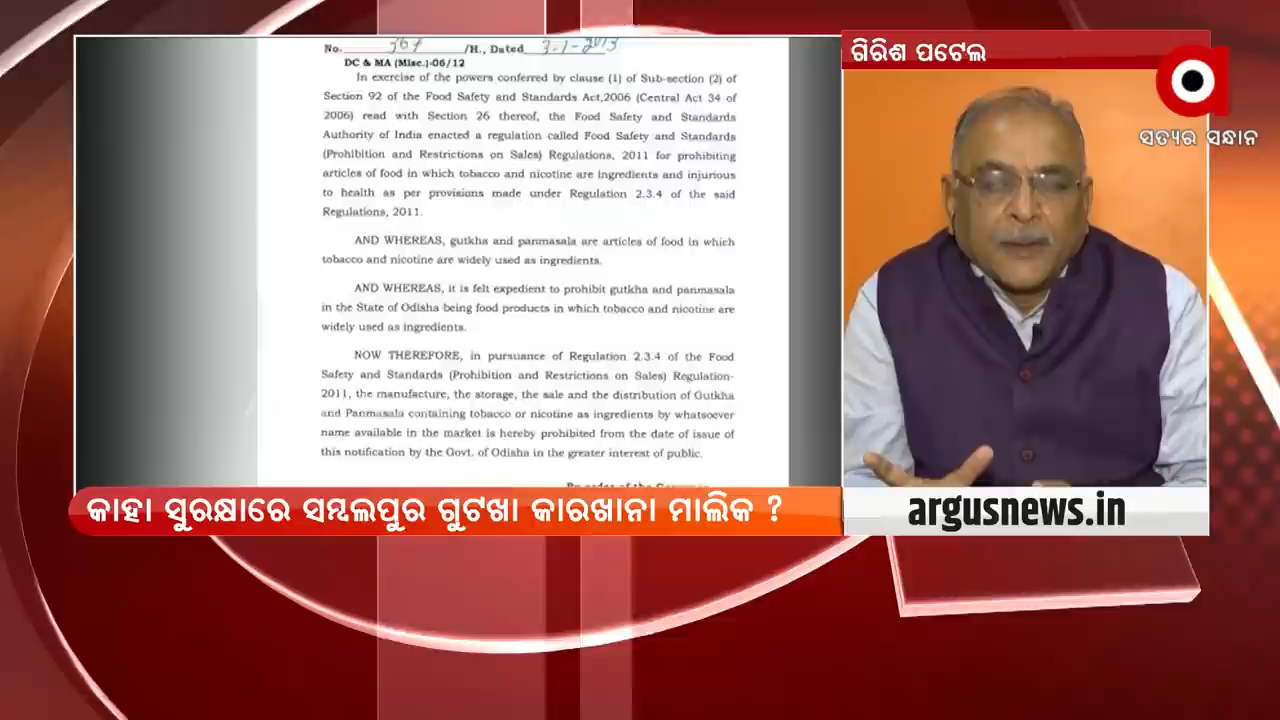 No. 367 /H., Dated 3-1-2013
DC & MA (Misc.)-06/12
In exercise of the powers conferred by clause (1) of Sub-section (2) of
Section 92 of the Food Safety and Standards Act,2006 (Central Act 34 of
2006) read with Section 26 thereof, the Food Safety and Standards
Authority of India enacted a regulation called Food Safety and Standards
(Prohibition and Restrictions on Sales) Regulations, 2011 for prohibiting
articles of food in which tobacco and nicotine are ingredients and injurious
to health as per provisions made under Regulation 2.3.4 of the said
Regulations, 2011.
AND WHEREAS, gutkha and panmasala are articles of food in which
tobacco and nicotine are widely used as ingredients.
AND WHEREAS, it is felt expedient to prohibit gutkha and panmasala
in the State of Odisha being food products in which tobacco and nicotine are
widely used as ingredients.
NOW THEREFORE, in pursuance of Regulation 2.3.4 of the Food
Safety and Standards (Prohibition and Restrictions on Sales) Regulation-
2011, the manufacture, the storage, the sale and the distribution of Gutkha
and Panmasala containing tobacco or nicotine as ingredients by whatsoever
name available in the market is hereby prohibited from the date of issue of
this notification by the Govt. of Odisha in the greater interest of public.
By order of the Governor
ଗିରିଶ ପଟେଲ
ସତ୍ୟର ସନ୍ଧାନ
କାହା ସୁରକ୍ଷାରେ ସମ୍ବଲପୁର ଗୁଟଖା କାରଖାନା ମାଲିକ ?
argusnews.in